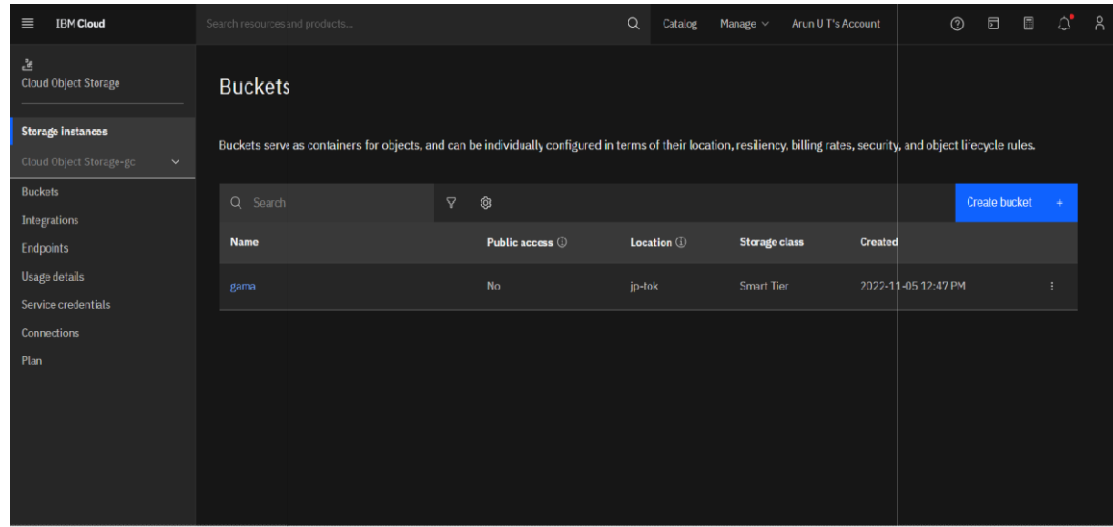 IBM Cloud
Search resources and products...
Catalog
Manage
Arun U T's Account
Cloud Object Storage
Storage instances
Cloud Object Storage-gc
Buckets
Integrations
Endpoints
Usage details
Service credentials
Connections
Plan
Buckets
Buckets serve as containers for objects, and can be individually configured in terms of their location, resiliency, billing rates, security, and object lifecycle rules.
Search
Create bucket +
Name Public access Location Storage class Created
gama No jp-tok Smart Tier 2022-11-05 12:47 PM